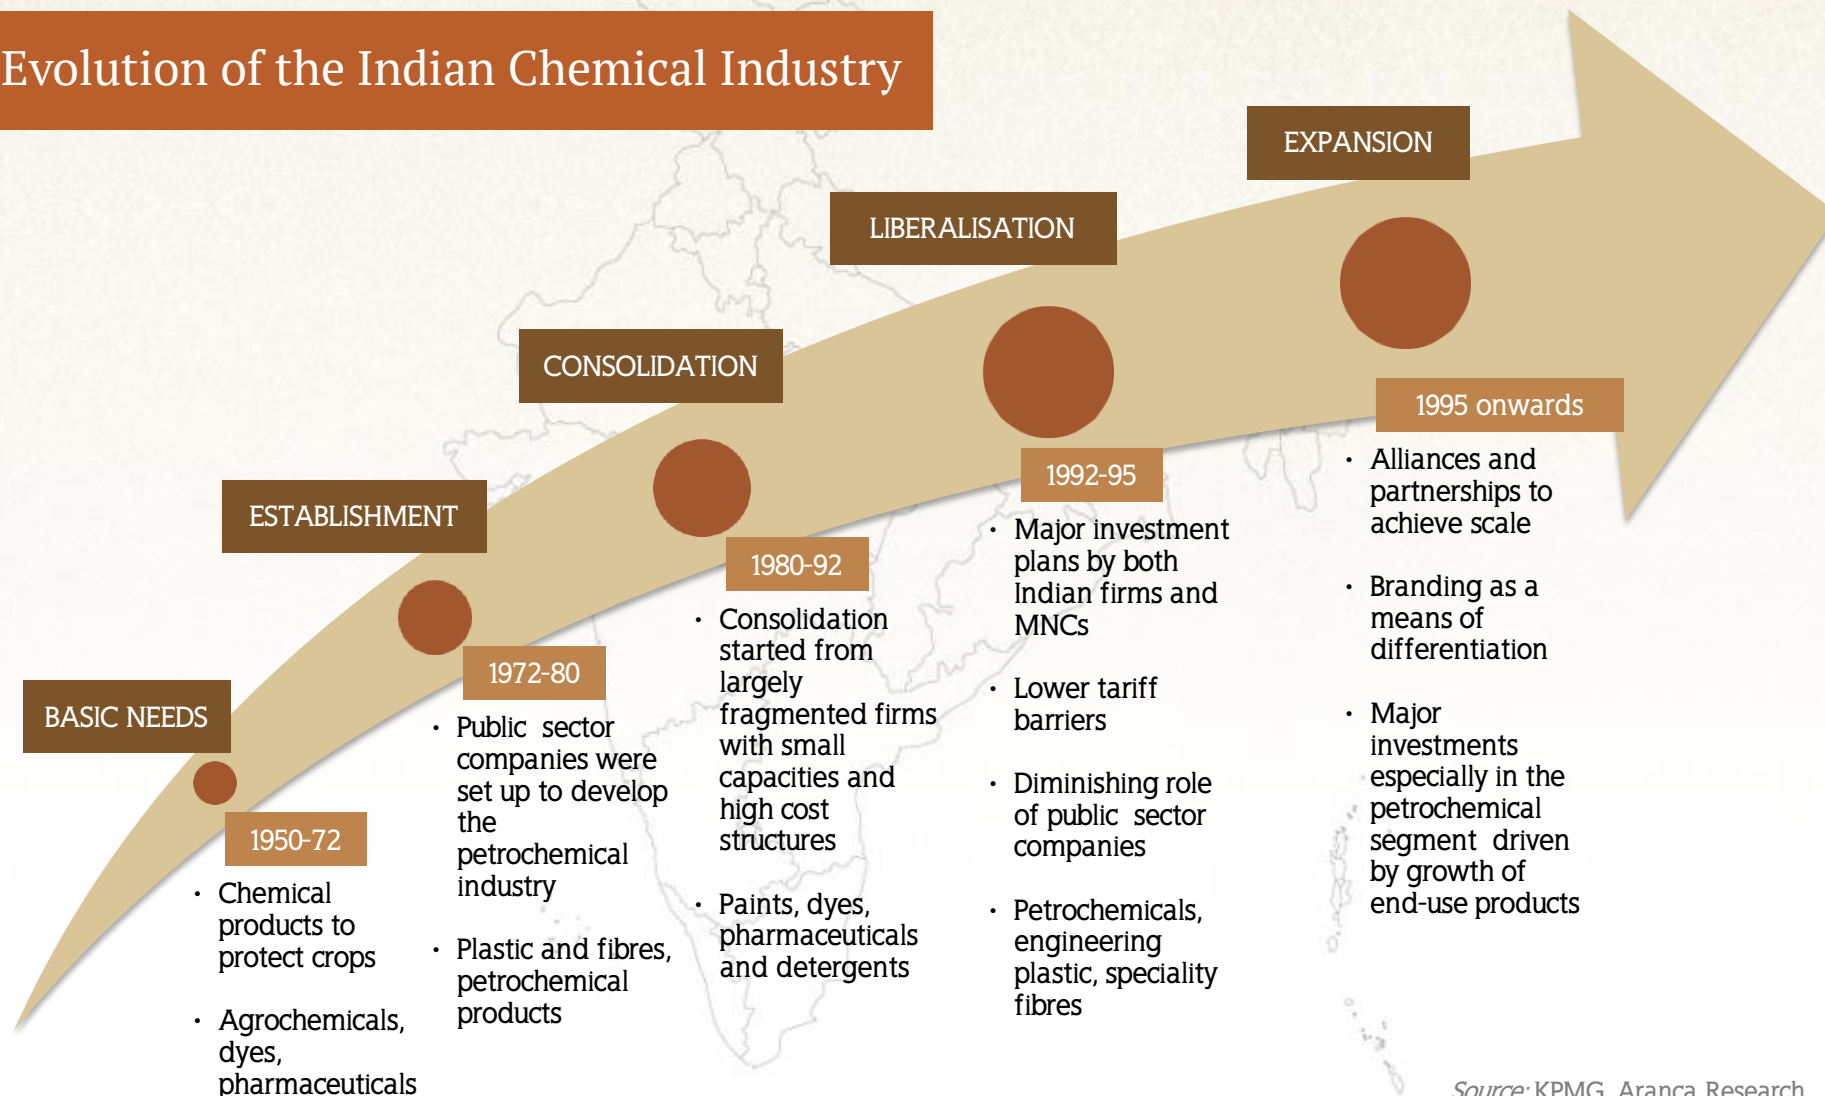 Evolution of the Indian Chemical Industry
BASIC NEEDS
1950-72
• Chemical
products to
protect crops
• Agrochemicals,
dyes,
pharmaceuticals
ESTABLISHMENT
1972-80
• Public sector
companies were
set up to develop
the
petrochemical
industry
• Plastic and fibres,
petrochemical
products
CONSOLIDATION
1980-92
• Consolidation
started from
largely
fragmented firms
with small
capacities and
high cost
structures
• Paints, dyes,
pharmaceuticals
and detergents
LIBERALISATION
1992-95
• Major investment
plans by both
Indian firms and
MNCs
• Lower tariff
barriers
• Diminishing role
of public sector
companies
• Petrochemicals,
engineering
plastic, speciality
fibres
EXPANSION
1995 onwards
• Alliances and
partnerships to
achieve scale
• Branding as a
means of
differentiation
• Major
investments
especially in the
petrochemical
segment driven
by growth of
end-use products
Source: KPMG, Aranca Research